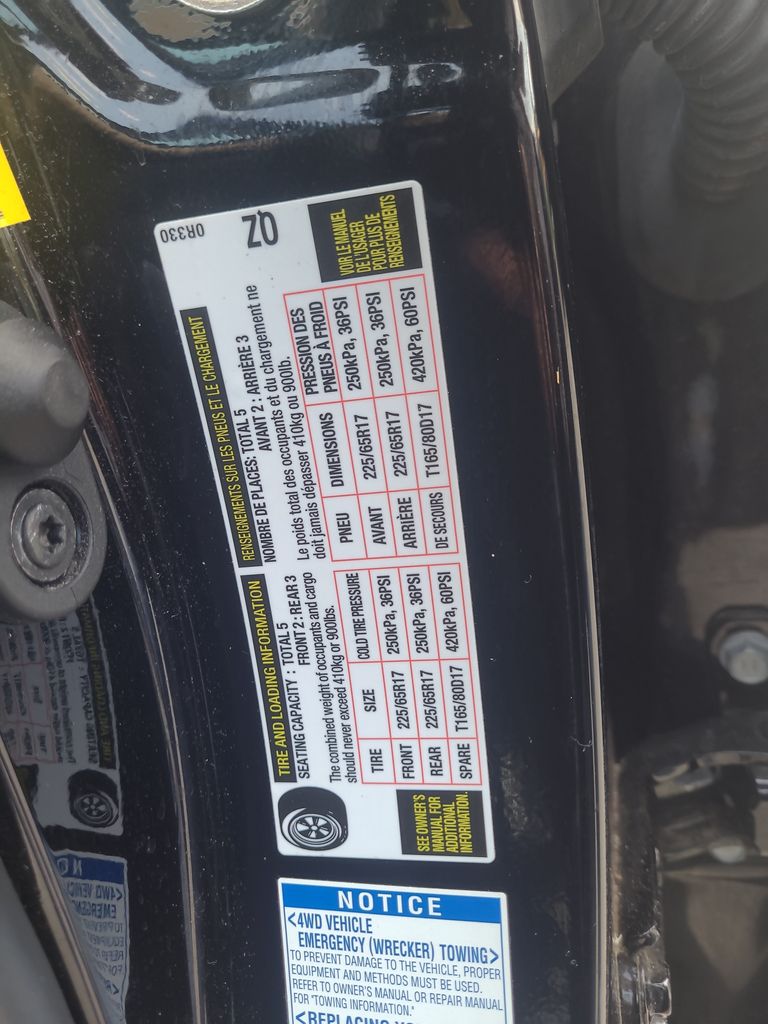 TIRE AND LOADING INFORMATION
SEATING CAPACITY : TOTAL 5
FRONT 2 : REAR 3
The combined weight of occupants and cargo
should never exceed 410kg or 900lbs.
TIRE SIZE COLD TIRE PRESSURE
FRONT 225/65R17 250kPa, 36PSI
REAR 225/65R17 250kPa, 36PSI
SPARE T165/80D17 420kPa, 60PSI
SEE OWNER'S
MANUAL FOR
ADDITIONAL
INFORMATION.
RENSEIGNEMENTS SUR LES PNEUS ET LE CHARGEMENT
NOMBRE DE PLACES: TOTAL 5
AVANT 2 : ARRIÈRE 3
Le poids total des occupants et du chargement ne
doit jamais dépasser 410kg ou 900lb.
PNEU DIMENSIONS PRESSION DES
PNEUS À FROID
AVANT 225/65R17 250kPa, 36PSI
ARRIÈRE 225/65R17 250kPa, 36PSI
DE SECOURS T165/80D17 420kPa, 60PSI
VOIR LE MANUEL
DE L'USAGER
POUR PLUS DE
RENSEIGNEMENTS
0R330
QZ
NOTICE
<4WD VEHICLE
EMERGENCY (WRECKER) TOWING>
TO PREVENT DAMAGE TO THE VEHICLE, PROPER
EQUIPMENT AND METHODS MUST BE USED.
REFER TO OWNER'S MANUAL OR REPAIR MANUAL
FOR "TOWING INFORMATION."
<REPLACING